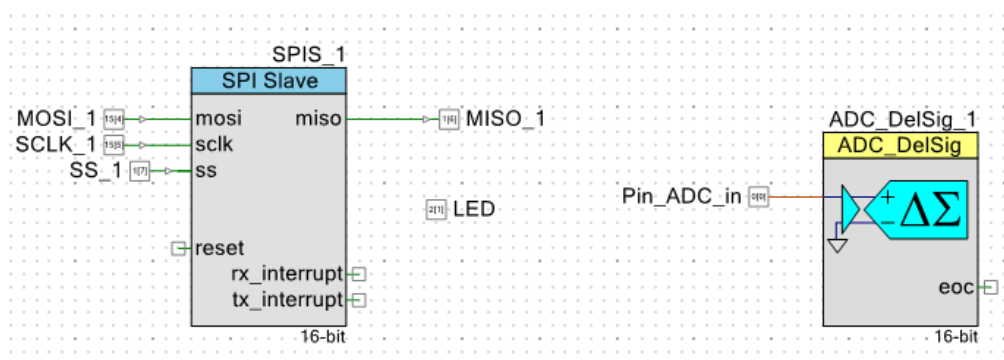 SPIS_1
SPI Slave
MOSI_1 15[4] mosi miso 1[6] MISO_1
SCLK_1 15[5] sclk
SS_1 1[7] ss
2[1] LED
reset
rx_interrupt
tx_interrupt
16-bit
ADC_DelSig_1
ADC_DelSig
Pin_ADC_in 0[0] + ΔΣ
-
eoc
16-bit